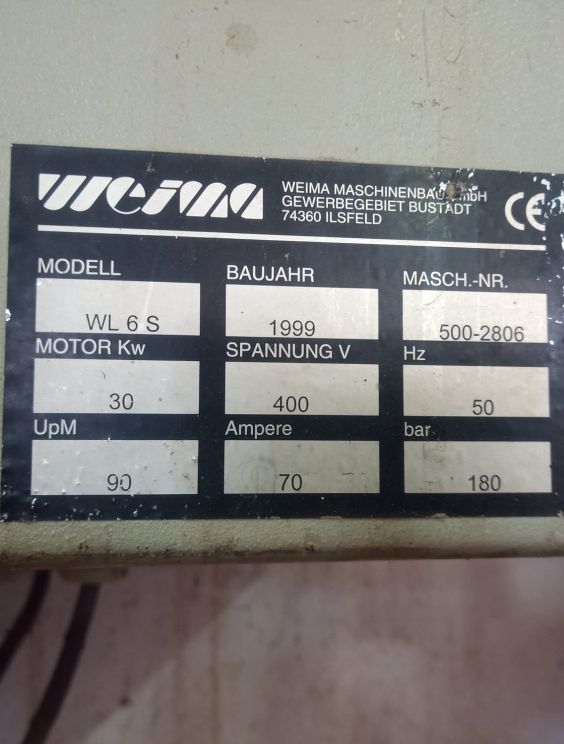 weima
WEIMA MASCHINENBAU GmbH
GEWERBEGEBIET BUSTADT
74360 ILSFELD
CE
MODELL BAUJAHR MASCH.-NR.
WL 6 S 1999 500-2806
MOTOR Kw SPANNUNG V Hz
30 400 50
UpM Ampere bar
90 70 180